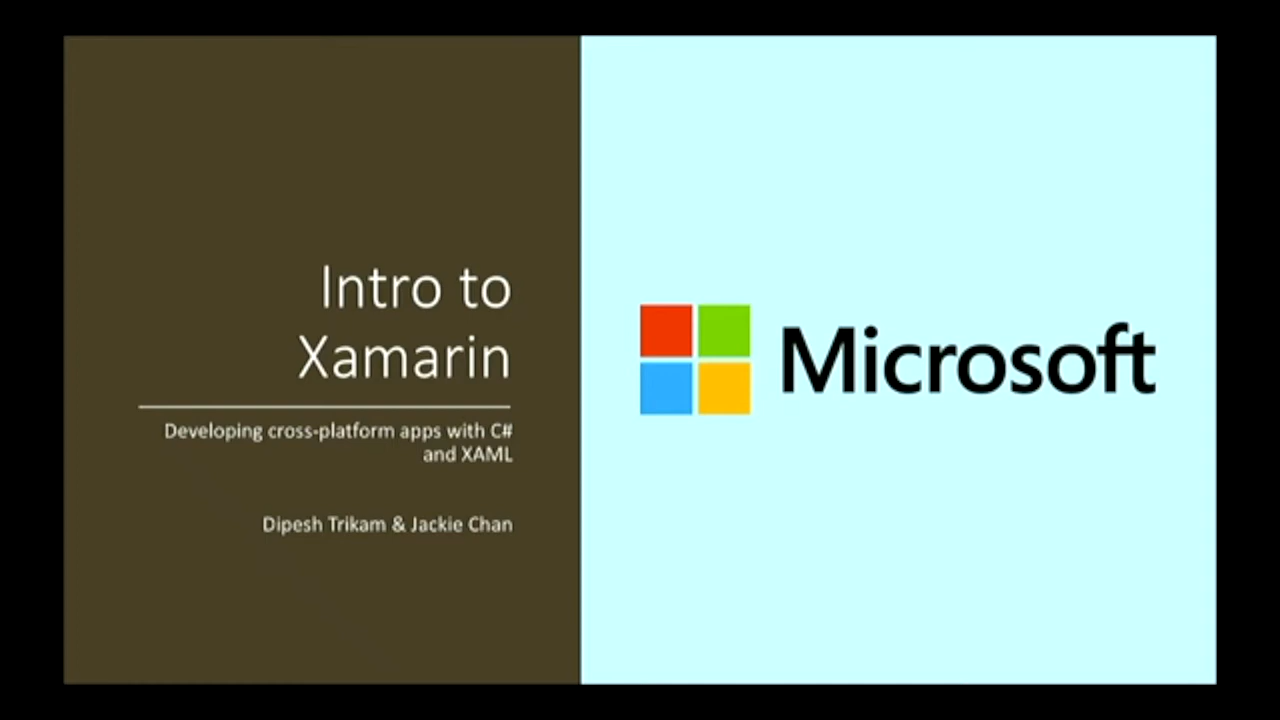 Intro to
Xamarin
Developing cross-platform apps with C#
and XAML
Dipesh Trikam & Jackie Chan
Microsoft